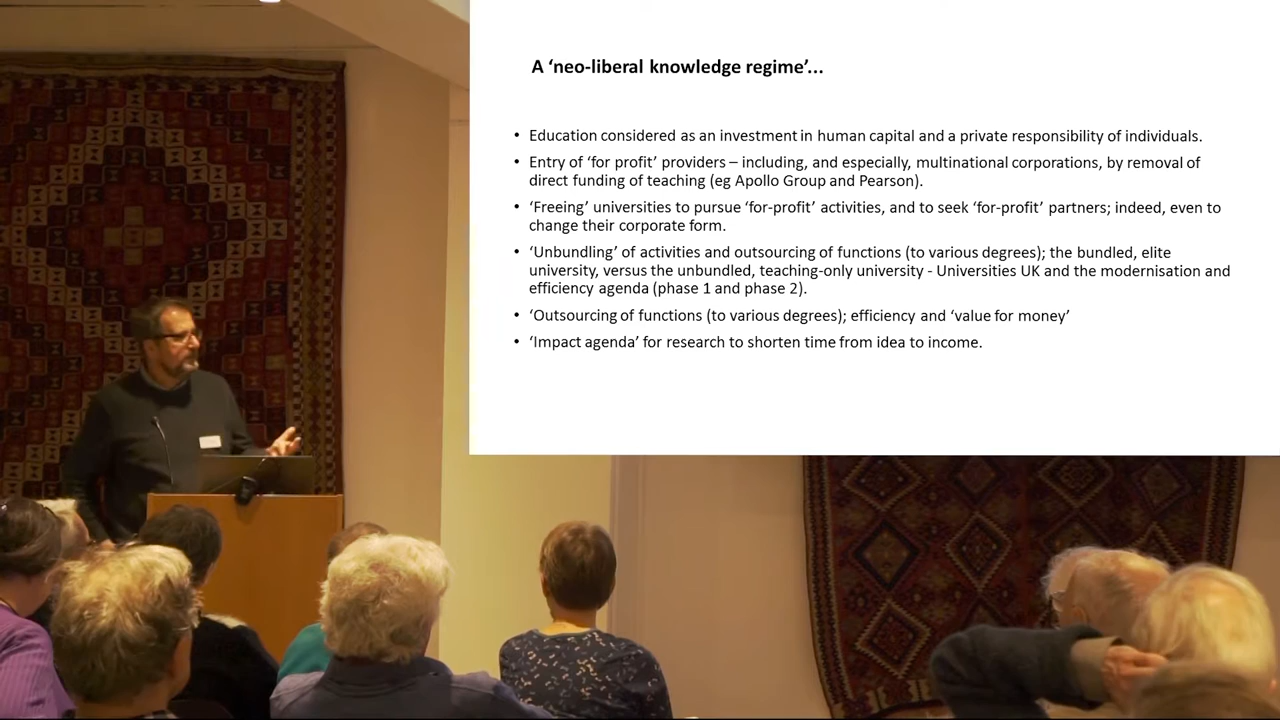 A ‘neo-liberal knowledge regime’...
• Education considered as an investment in human capital and a private responsibility of individuals.
• Entry of ‘for profit’ providers – including, and especially, multinational corporations, by removal of
direct funding of teaching (eg Apollo Group and Pearson).
• ‘Freeing’ universities to pursue ‘for-profit’ activities, and to seek ‘for-profit’ partners; indeed, even to
change their corporate form.
• ‘Unbundling’ of activities and outsourcing of functions (to various degrees); the bundled, elite
university, versus the unbundled, teaching-only university - Universities UK and the modernisation and
efficiency agenda (phase 1 and phase 2).
• ‘Outsourcing of functions (to various degrees); efficiency and ‘value for money’
• ‘Impact agenda’ for research to shorten time from idea to income.